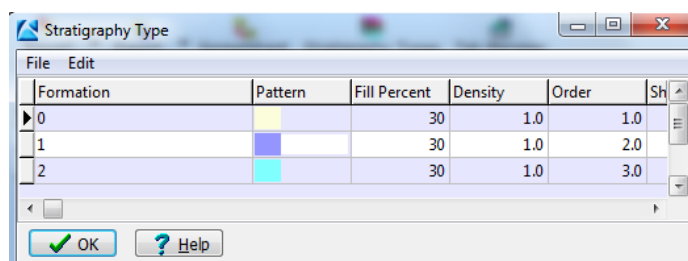 Stratigraphy Type
File Edit
Formation Pattern Fill Percent Density Order Sh
0 30 1.0 1.0
1 30 1.0 2.0
2 30 1.0 3.0
OK ? Help